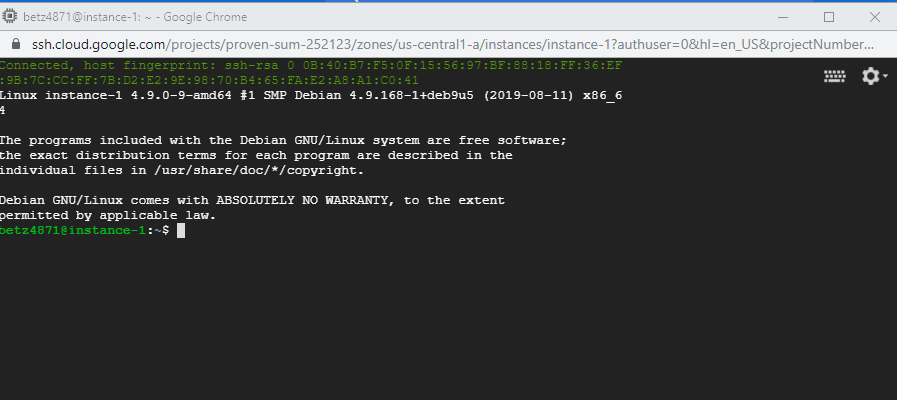 betz4871@instance-1: ~ - Google Chrome
ssh.cloud.google.com/projects/proven-sum-252123/zones/us-central1-a/instances/instance-1?authuser=0&hl=en_US&projectNumber...
Connected, host fingerprint: ssh-rsa 0 0B:40:B7:F5:0F:15:56:97:BF:88:18:FF:36:EF
:9B:7C:CC:FF:7B:D2:E2:9E:98:70:B4:65:FA:E2:A8:A1:C0:41
Linux instance-1 4.9.0-9-amd64 #1 SMP Debian 4.9.168-1+deb9u5 (2019-08-11) x86_6
4
The programs included with the Debian GNU/Linux system are free software;
the exact distribution terms for each program are described in the
individual files in /usr/share/doc/*/copyright.
Debian GNU/Linux comes with ABSOLUTELY NO WARRANTY, to the extent
permitted by applicable law.
betz4871@instance-1:~$